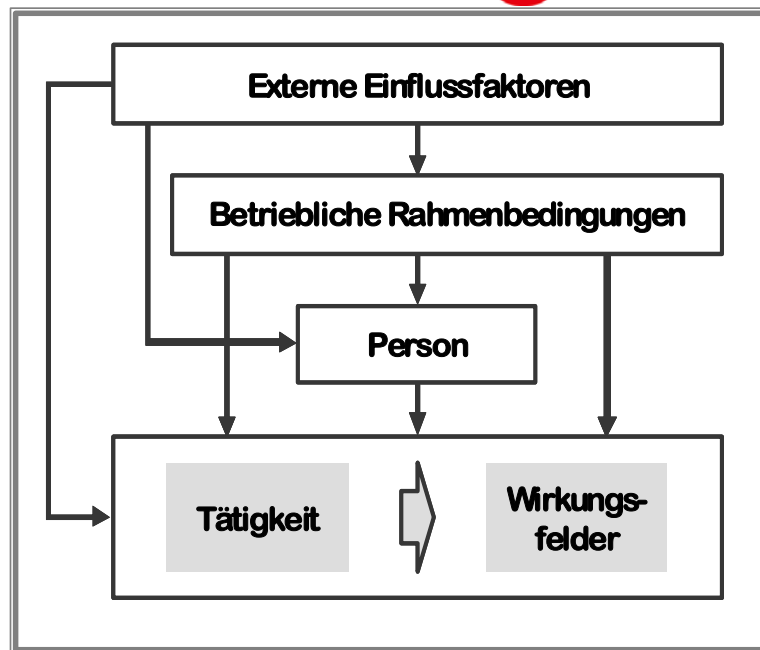 Externe Einflussfaktoren
Betriebliche Rahmenbedingungen
Person
Tätigkeit
Wirkungs-
felder